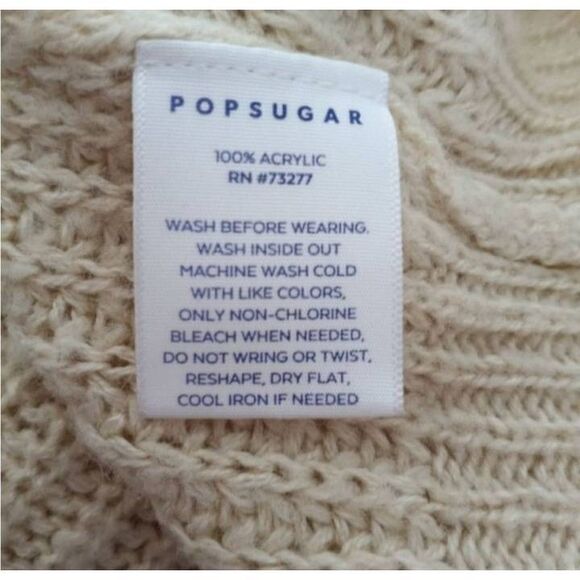 POPSUGAR
100% ACRYLIC
RN #73277
WASH BEFORE WEARING.
WASH INSIDE OUT
MACHINE WASH COLD
WITH LIKE COLORS,
ONLY NON-CHLORINE
BLEACH WHEN NEEDED,
DO NOT WRING OR TWIST,
RESHAPE, DRY FLAT,
COOL IRON IF NEEDED